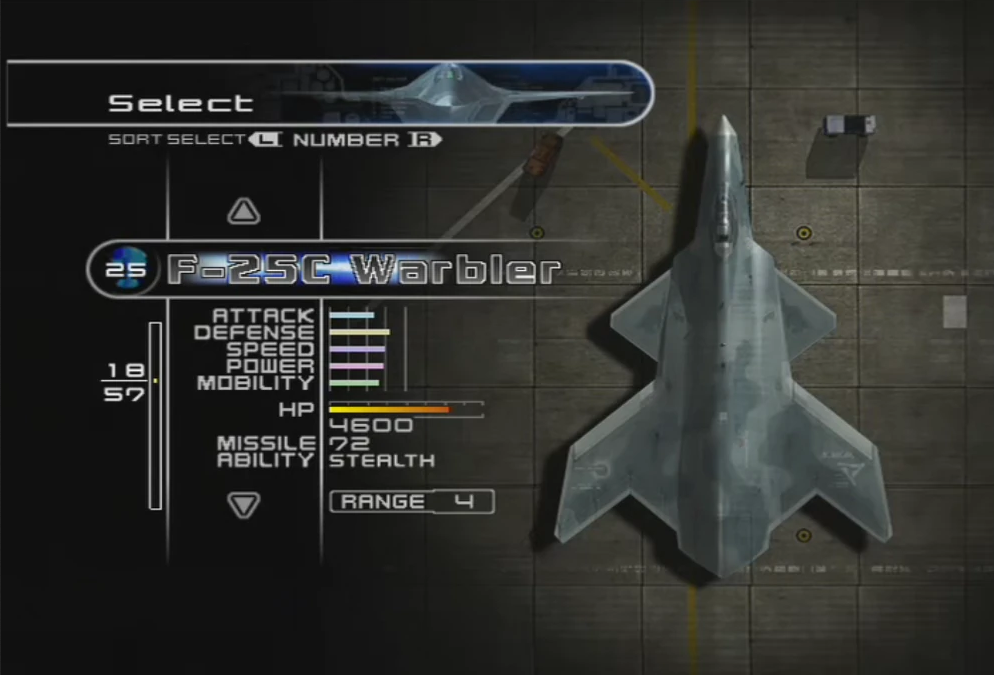 Select
SORT SELECT L NUMBER R
25 F-25C Warbler
ATTACK
DEFENSE
SPEED
POWER
MOBILITY
18
57
HP
4600
MISSILE 72
ABILITY STEALTH
RANGE 4